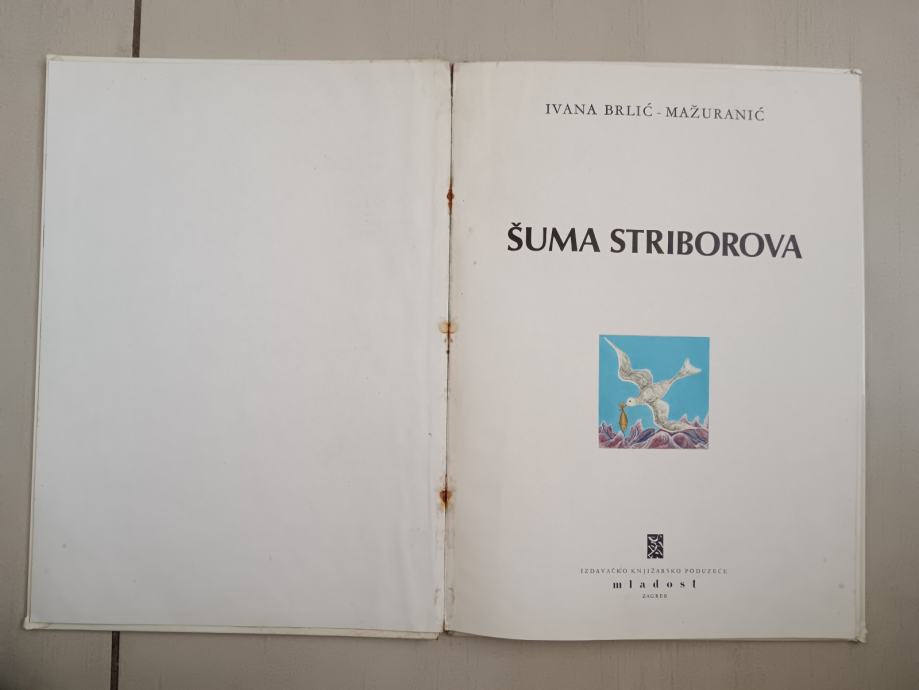 IVANA BRLIĆ - MAŽURANIĆ
ŠUMA STRIBOROVA
IZDAVAČKO KNJIŽARSKO PODUZEĆE
mladost
ZAGREB